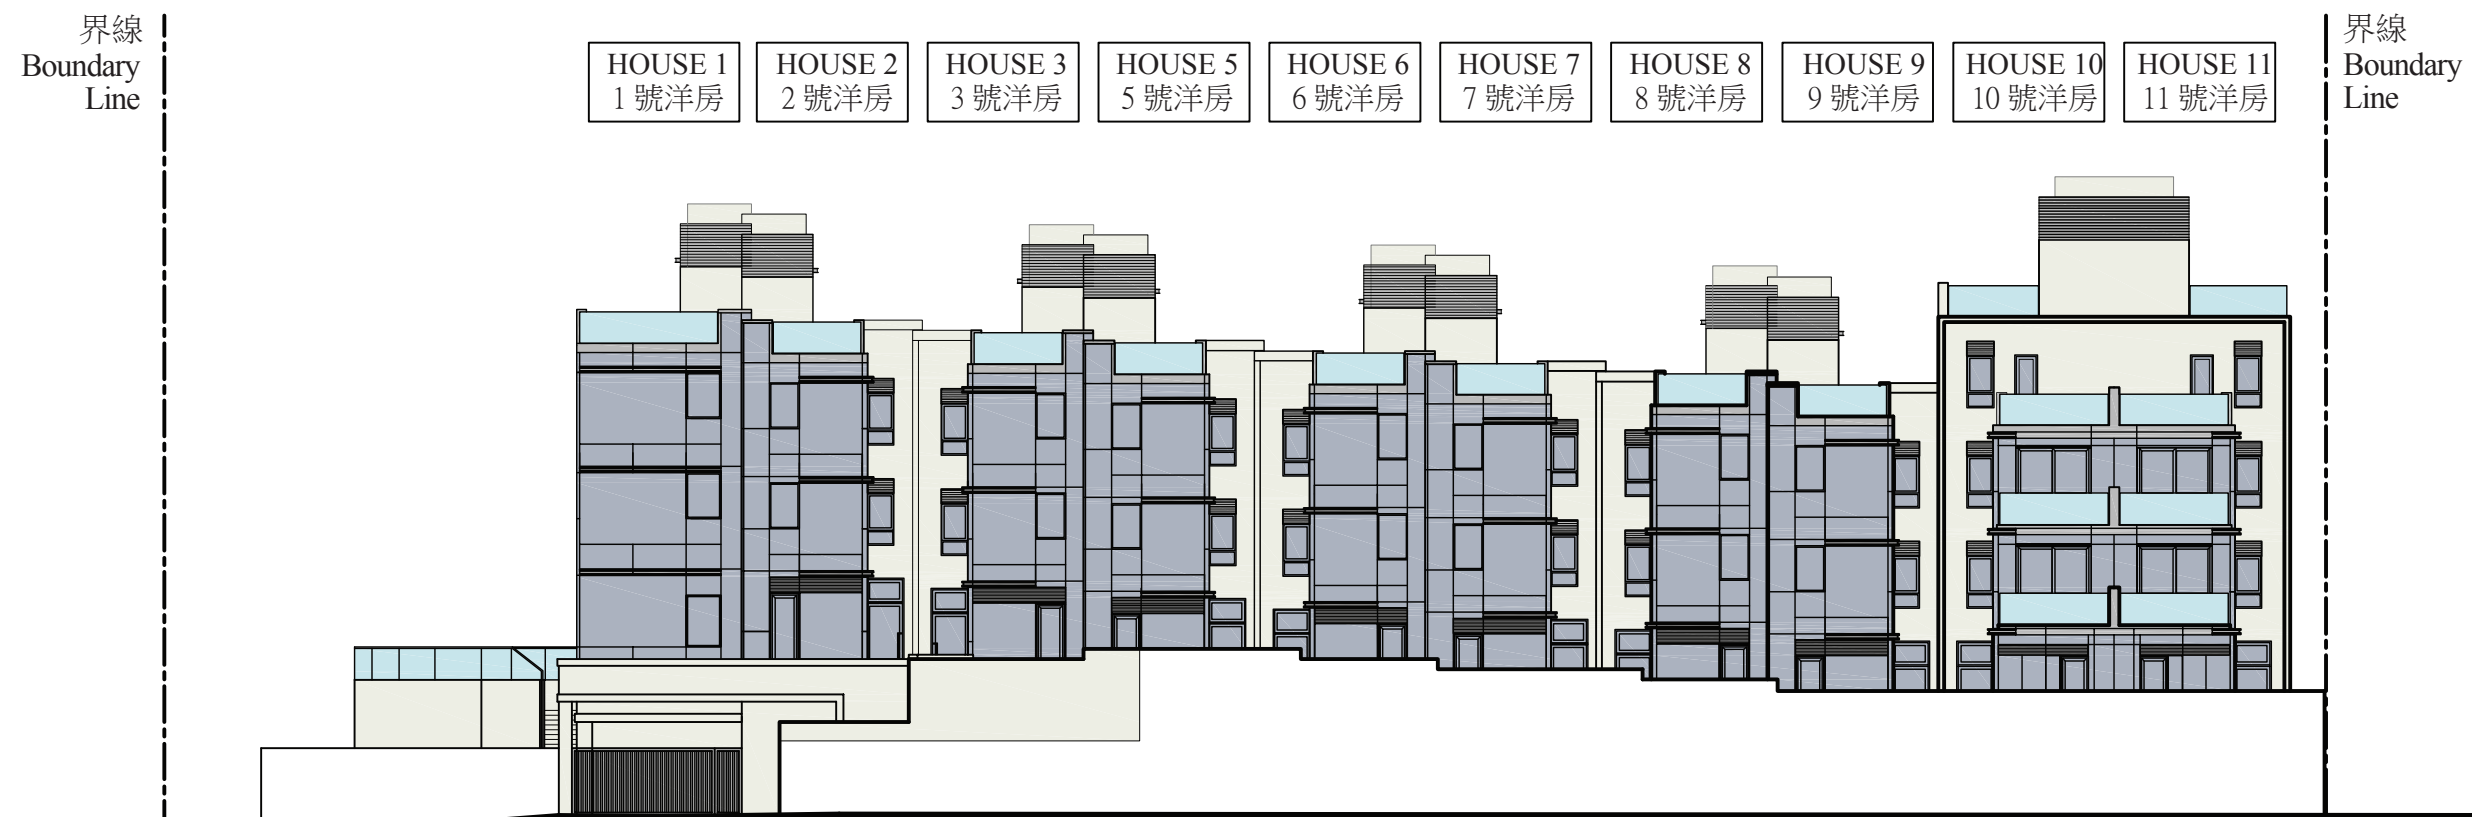 界線
Boundary
Line
HOUSE 1
1 號洋房
HOUSE 2
2 號洋房
HOUSE 3
3 號洋房
HOUSE 5
5 號洋房
HOUSE 6
6 號洋房
HOUSE 7
7 號洋房
HOUSE 8
8 號洋房
HOUSE 9
9 號洋房
HOUSE 10
10 號洋房
HOUSE 11
11 號洋房
界線
Boundary
Line